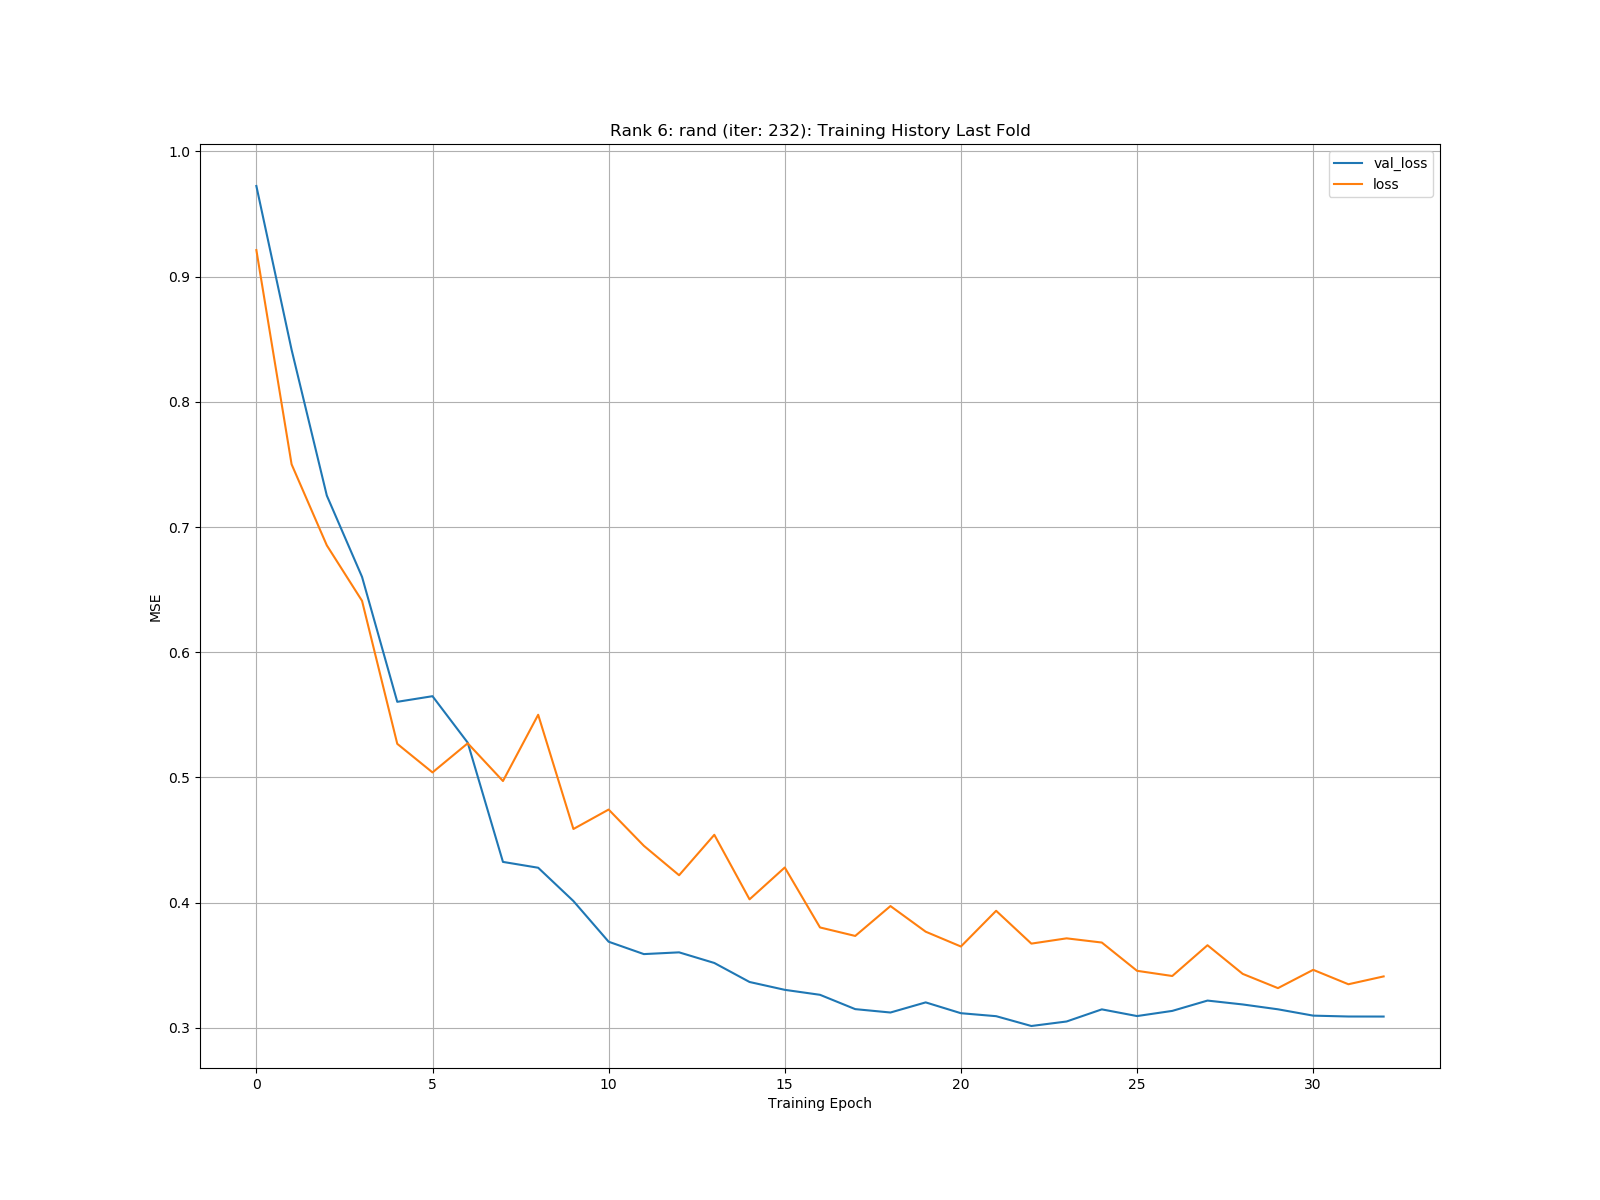 Rank 6: rand (iter: 232): Training History Last Fold
1.0
0.9
0.8
0.7
0.6
0.5
0.4
0.3
MSE
val_loss
loss
0 5 10 15 20 25 30
Training Epoch